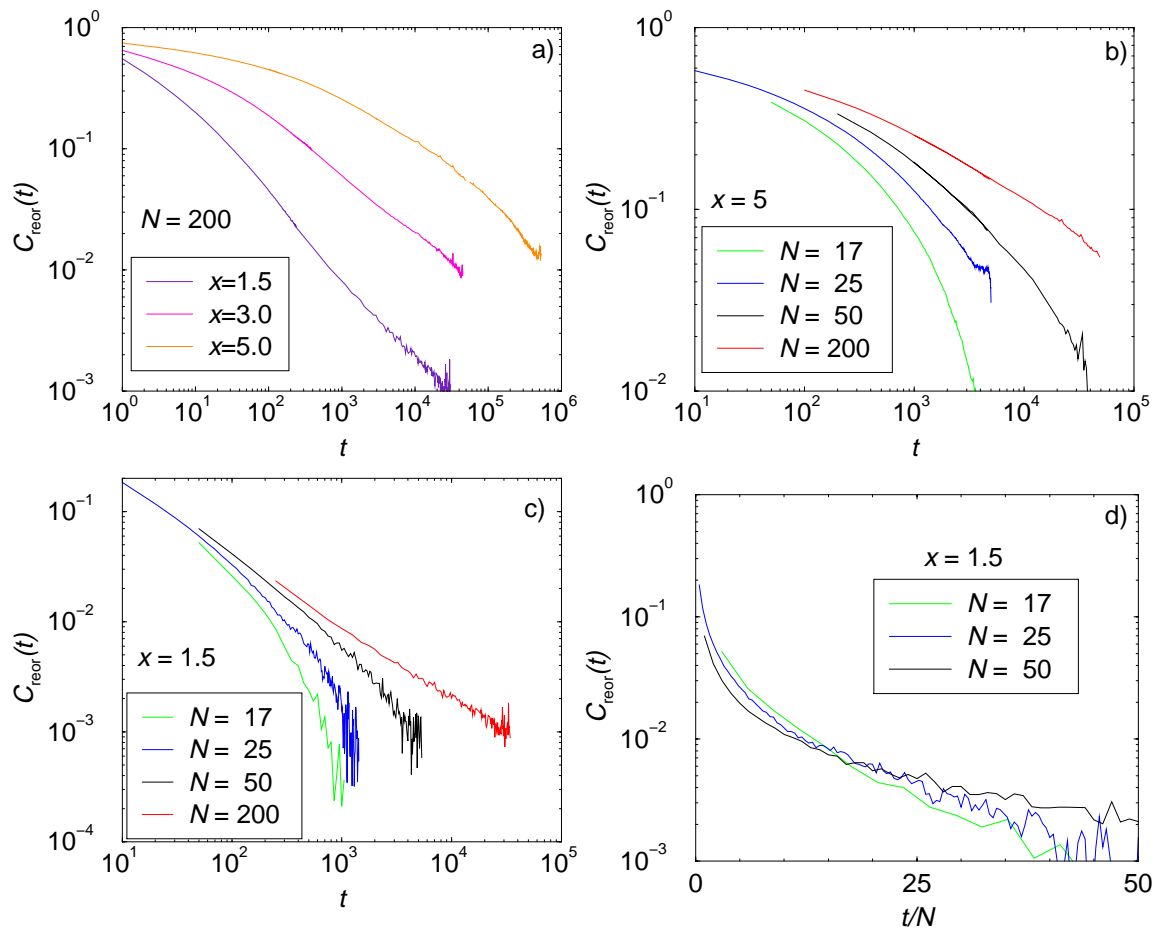 a)
10^0
10^-1
10^-2
10^-3
C_reor(t)
N = 200
x=1.5
x=3.0
x=5.0
10^0 10^1 10^2 10^3 10^4 10^5 10^6
t
b)
10^0
10^-1
10^-2
C_reor(t)
x = 5
N = 17
N = 25
N = 50
N = 200
10^1 10^2 10^3 10^4 10^5
t
c)
10^-1
10^-2
10^-3
10^-4
C_reor(t)
x = 1.5
N = 17
N = 25
N = 50
N = 200
10^1 10^2 10^3 10^4 10^5
t
d)
10^0
10^-1
10^-2
10^-3
C_reor(t)
x = 1.5
N = 17
N = 25
N = 50
0 25 50
t/N